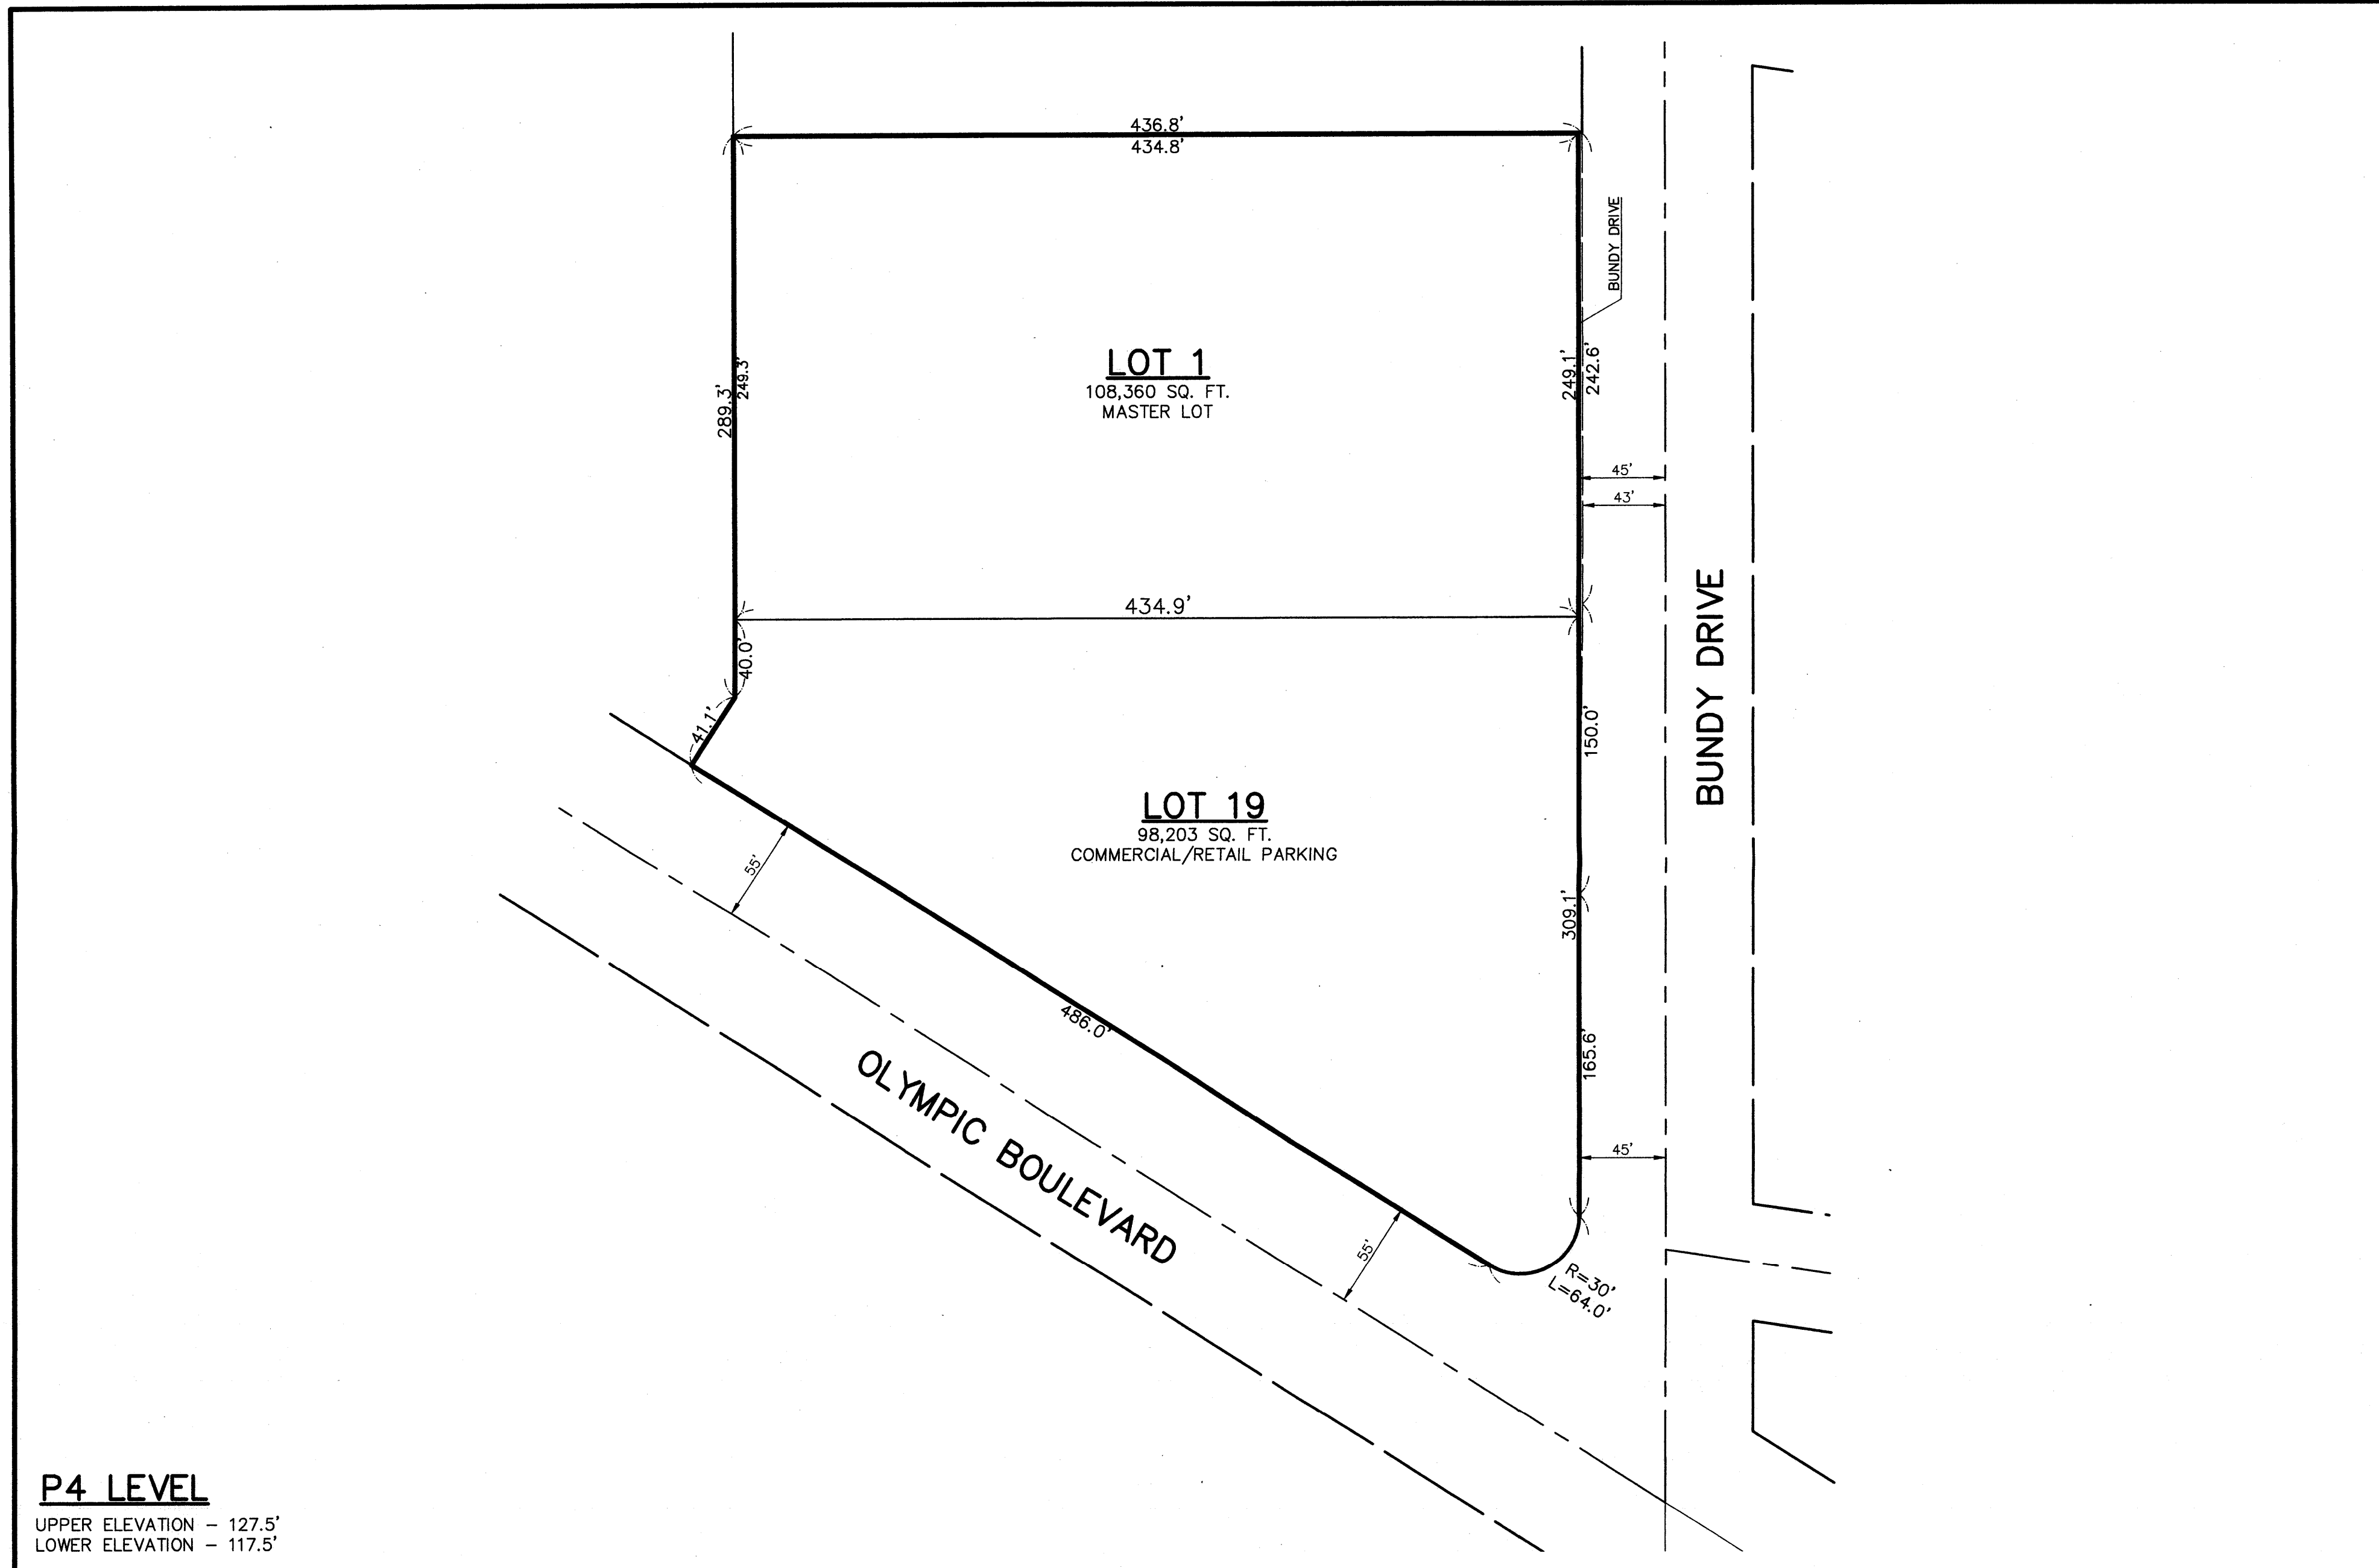 436.8'
434.8'
BUNDY DRIVE
LOT 1
108,360 SQ. FT.
MASTER LOT
289.3'
249.3'
249.1'
242.6'
45'
43'
434.9'
40.0'
41.1'
BUNDY DRIVE
150.0'
LOT 19
98,203 SQ. FT.
COMMERCIAL/RETAIL PARKING
55'
309.1'
486.0'
165.6'
OLYMPIC BOULEVARD
45'
55'
R=30'
L=64.0'
P4 LEVEL
UPPER ELEVATION - 127.5'
LOWER ELEVATION - 117.5'